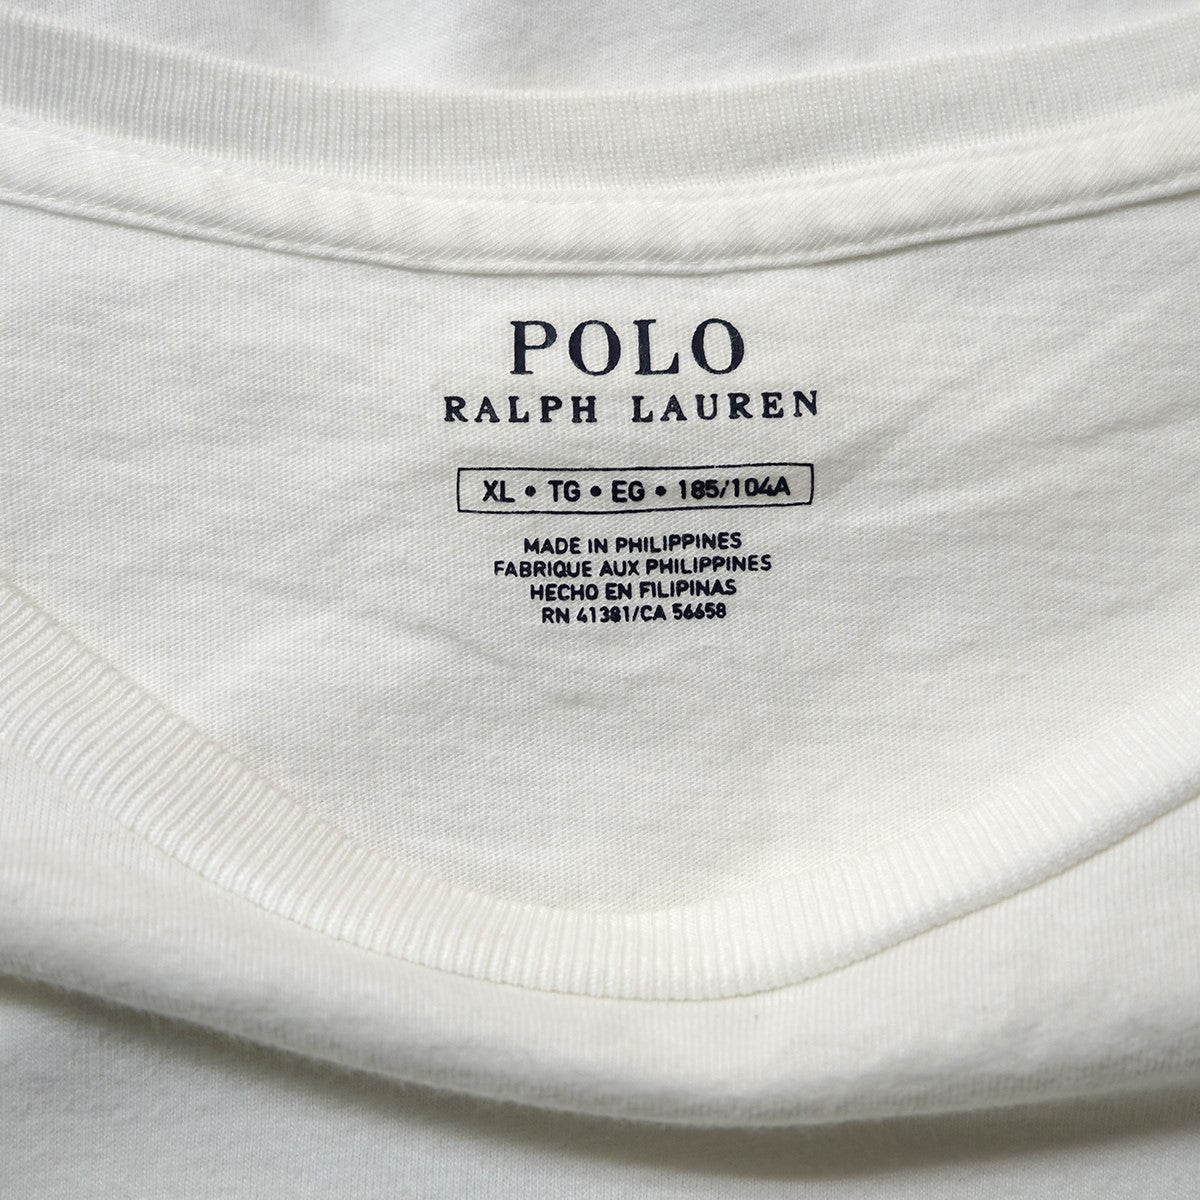 POLO
RALPH LAUREN
XL • TG • EG • 185/104A
MADE IN PHILIPPINES
FABRIQUE AUX PHILIPPINES
HECHO EN FILIPINAS
RN 41381/CA 56658